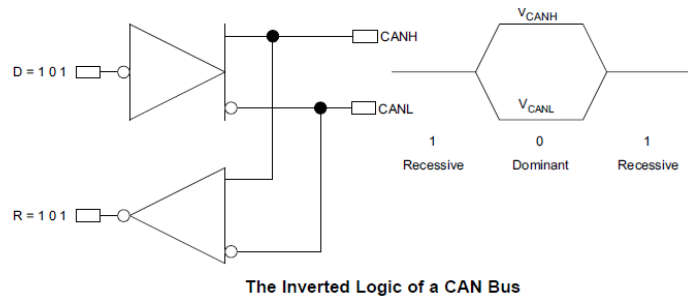 D = 1 0 1
CANH
CANL
R = 1 0 1
VCANH
VCANL
1 0 1
Recessive Dominant Recessive
The Inverted Logic of a CAN Bus